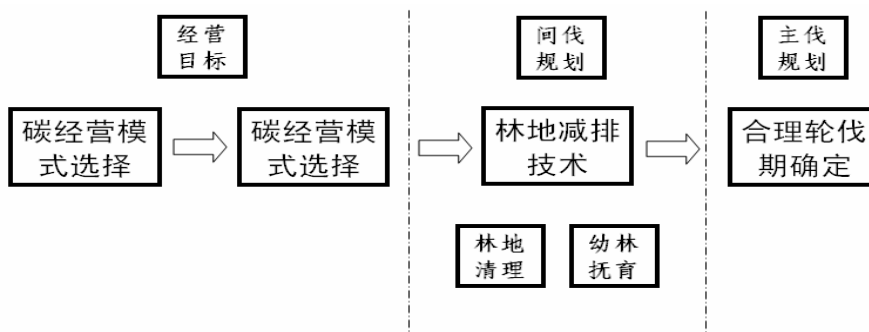 经营
目标
间伐
规划
主伐
规划
碳经营模
式选择
碳经营模
式选择
林地减排
技术
合理轮伐
期确定
林地
清理
幼林
抚育